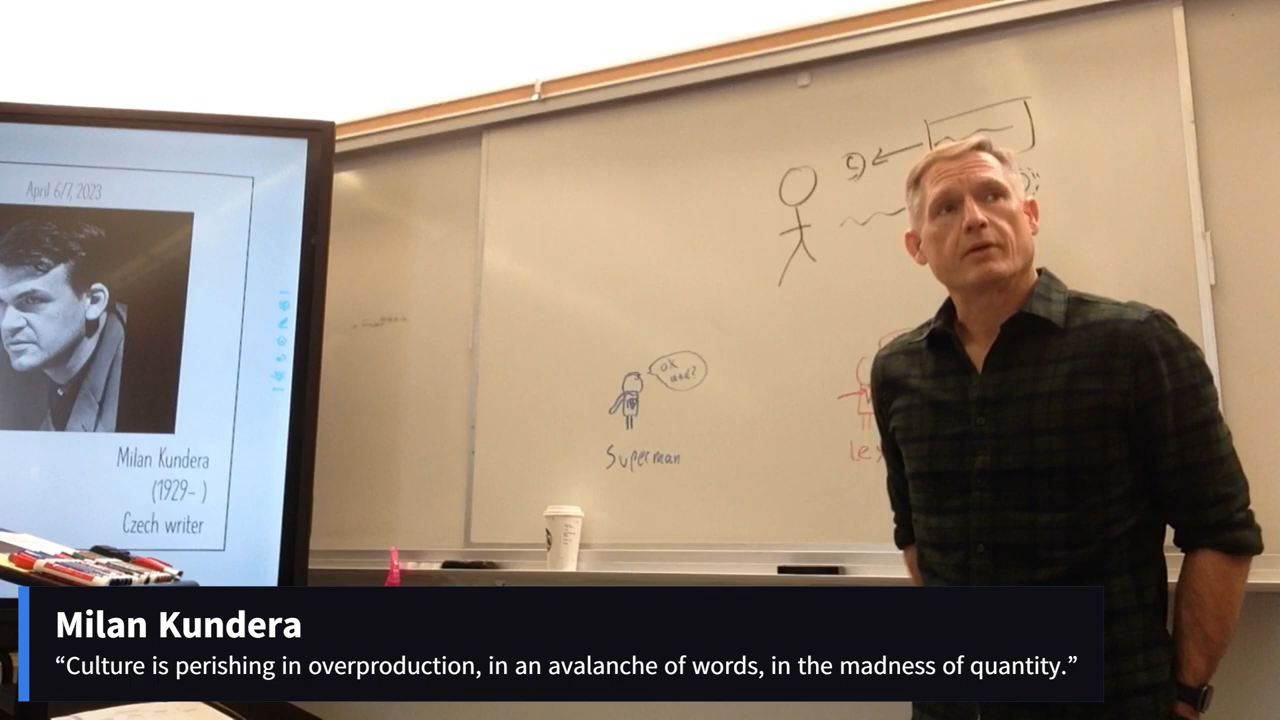 April 6/7, 2023
Milan Kundera
(1929- )
Czech writer
OK
and?
Superman
Lex
Milan Kundera
“Culture is perishing in overproduction, in an avalanche of words, in the madness of quantity.”